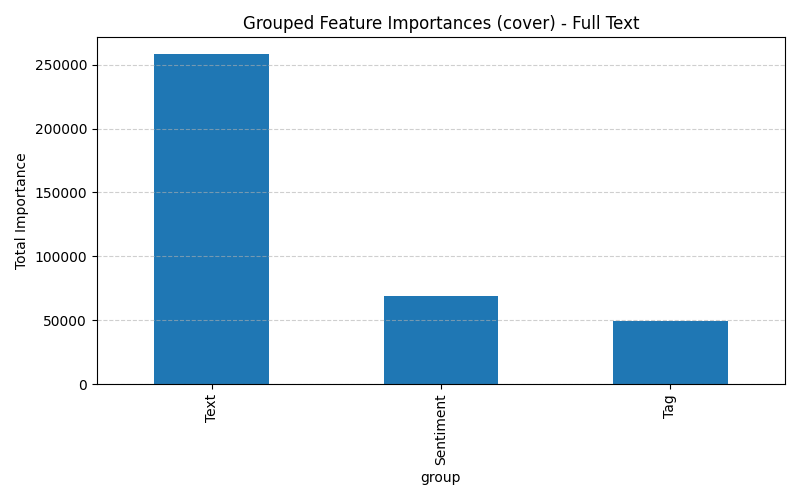 Grouped Feature Importances (cover) - Full Text
Total Importance
250000
200000
150000
100000
50000
0
Text
Sentiment
Tag
group